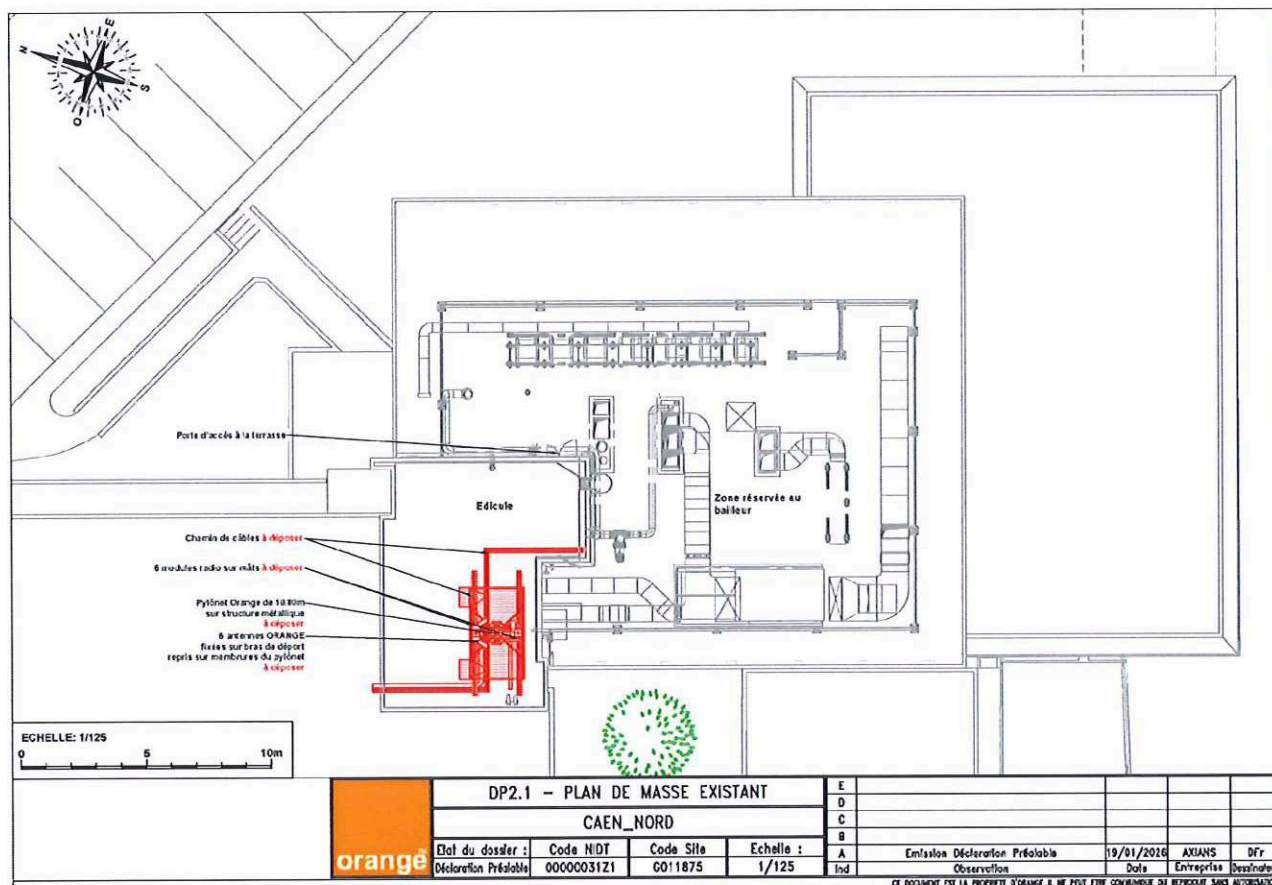 N
E
S
O
Porte d'accès à la terrasse
Edicule
Zone réservée au
bailleur
Chemin de câbles à déposer
6 modules radio sur mâts à déposer
Pylônet Orange de 10.80m
sur structure métallique
à déposer
6 antennes ORANGE
fixées sur bras de déport
repris sur membrures du pylônet
à déposer
ECHELLE: 1/125
0 5 10m
orange
DP2.1 - PLAN DE MASSE EXISTANT
CAEN_NORD
Etat du dossier : Code NIDT Code Site Echelle :
Déclaration Préalable 00000031Z1 G011875 1/125
E
D
C
B
A Emission Déclaration Préalable 19/01/2026 AXIANS DFr
Ind Observation Date Entreprise Dessinateur
CE DOCUMENT EST LA PROPRIETE D'ORANGE IL NE PEUT ETRE COMMUNIQUE OU REPRODUIT SANS AUTORISATION